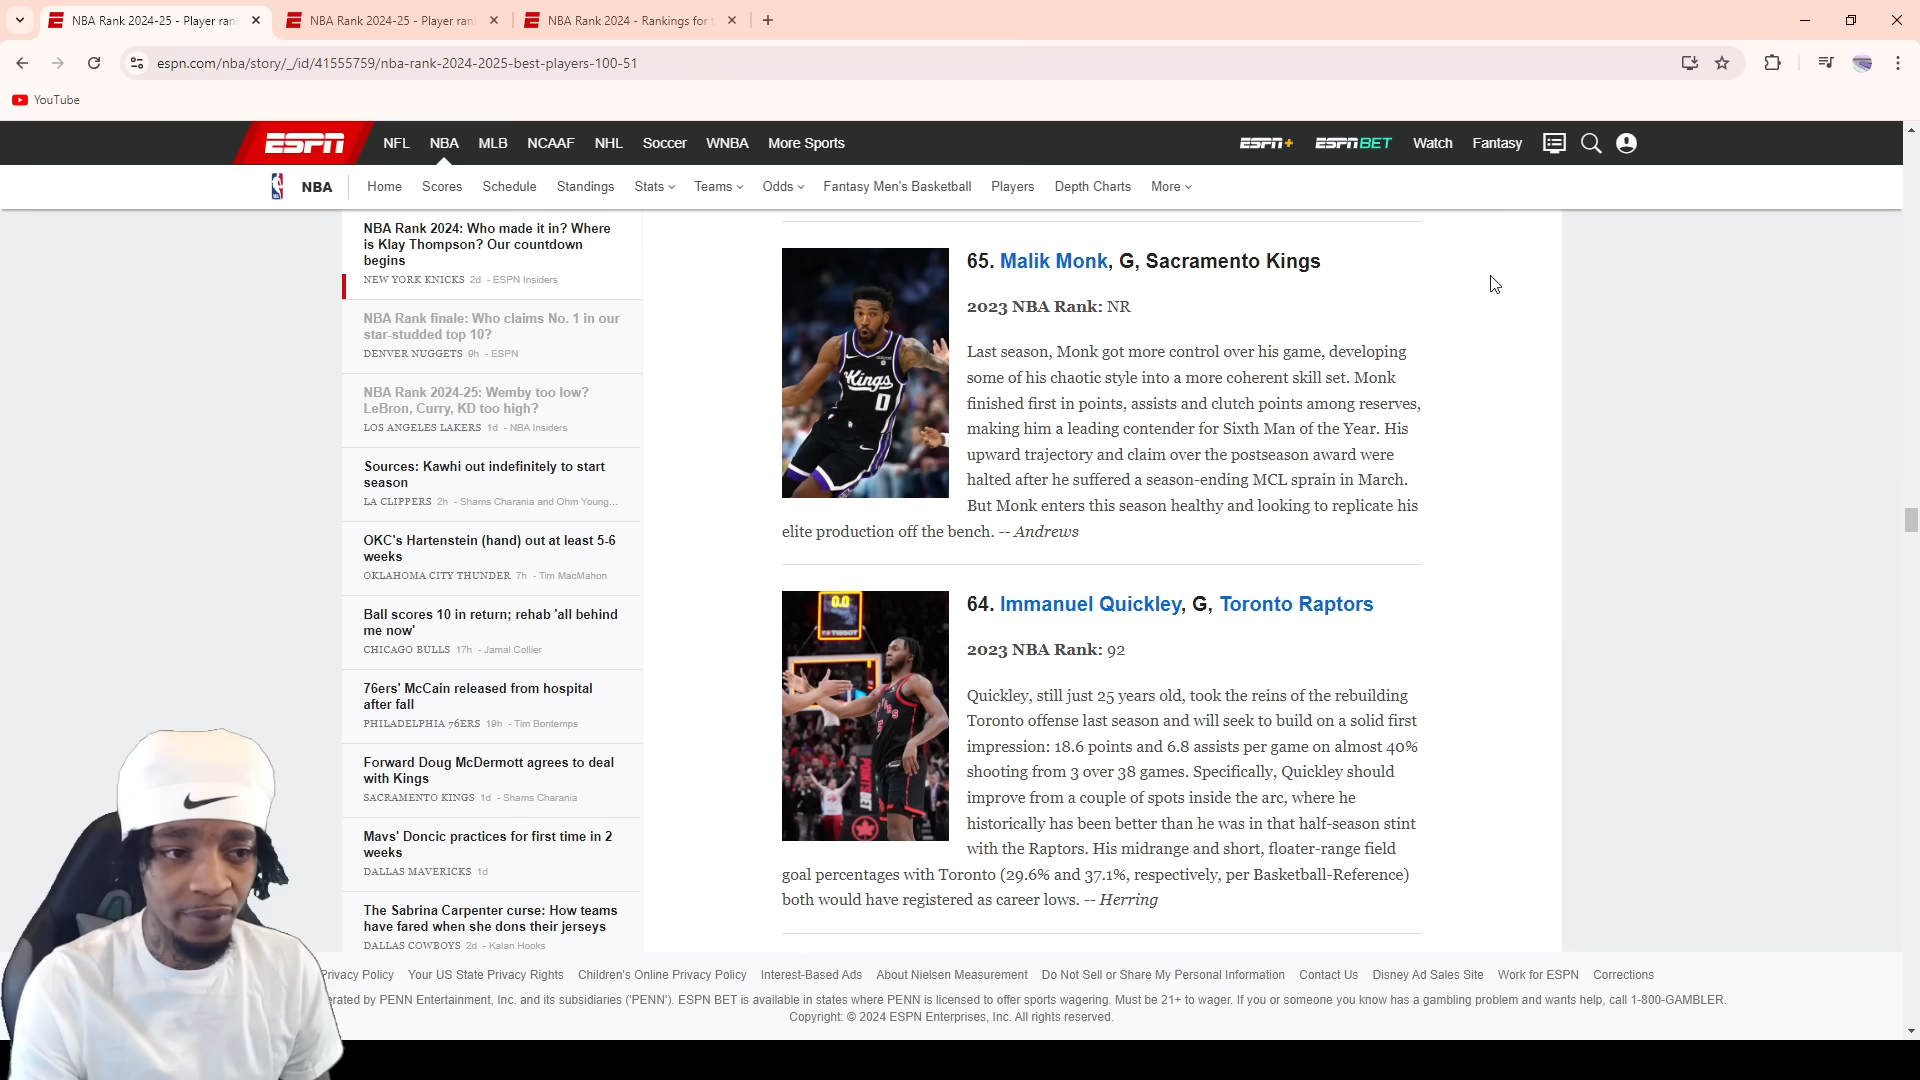 NBA Rank 2024-25 - Player ran
NBA Rank 2024-25 - Player ran
NBA Rank 2024 - Rankings for t
espn.com/nba/story/_/id/41555759/nba-rank-2024-2025-best-players-100-51
YouTube
ESPN NFL NBA MLB NCAAF NHL Soccer WNBA More Sports ESPN+ ESPN BET Watch Fantasy
NBA Home Scores Schedule Standings Stats Teams Odds Fantasy Men's Basketball Players Depth Charts More
NBA Rank 2024: Who made it in? Where
is Klay Thompson? Our countdown
begins
NEW YORK KNICKS 2d - ESPN Insiders
NBA Rank finale: Who claims No. 1 in our
star-studded top 10?
DENVER NUGGETS 9h - ESPN
NBA Rank 2024-25: Wemby too low?
LeBron, Curry, KD too high?
LOS ANGELES LAKERS 1d - NBA Insiders
Sources: Kawhi out indefinitely to start
season
LA CLIPPERS 2h - Shams Charania and Ohm Young...
OKC's Hartenstein (hand) out at least 5-6
weeks
OKLAHOMA CITY THUNDER 7h - Tim MacMahon
Ball scores 10 in return; rehab 'all behind
me now'
CHICAGO BULLS 17h - Jamal Collier
76ers' McCain released from hospital
after fall
PHILADELPHIA 76ERS 19h - Tim Bontemps
Forward Doug McDermott agrees to deal
with Kings
SACRAMENTO KINGS 1d - Shams Charania
Mavs' Doncic practices for first time in 2
weeks
DALLAS MAVERICKS 1d
The Sabrina Carpenter curse: How teams
have fared when she dons their jerseys
DALLAS COWBOYS 2d - Kalan Hooks
65. Malik Monk, G, Sacramento Kings
2023 NBA Rank: NR
Last season, Monk got more control over his game, developing
some of his chaotic style into a more coherent skill set. Monk
finished first in points, assists and clutch points among reserves,
making him a leading contender for Sixth Man of the Year. His
upward trajectory and claim over the postseason award were
halted after he suffered a season-ending MCL sprain in March.
But Monk enters this season healthy and looking to replicate his
elite production off the bench. -- Andrews
Kings
0
64. Immanuel Quickley, G, Toronto Raptors
2023 NBA Rank: 92
Quickley, still just 25 years old, took the reins of the rebuilding
Toronto offense last season and will seek to build on a solid first
impression: 18.6 points and 6.8 assists per game on almost 40%
shooting from 3 over 38 games. Specifically, Quickley should
improve from a couple of spots inside the arc, where he
historically has been better than he was in that half-season stint
with the Raptors. His midrange and short, floater-range field
goal percentages with Toronto (29.6% and 37.1%, respectively, per Basketball-Reference)
both would have registered as career lows. -- Herring
0.0
TISSOT
Privacy Policy Your US State Privacy Rights Children's Online Privacy Policy Interest-Based Ads About Nielsen Measurement Do Not Sell or Share My Personal Information Contact Us Disney Ad Sales Site Work for ESPN Corrections
erated by PENN Entertainment, Inc. and its subsidiaries ('PENN'). ESPN BET is available in states where PENN is licensed to offer sports wagering. Must be 21+ to wager. If you or someone you know has a gambling problem and wants help, call 1-800-GAMBLER.
Copyright: © 2024 ESPN Enterprises, Inc. All rights reserved.